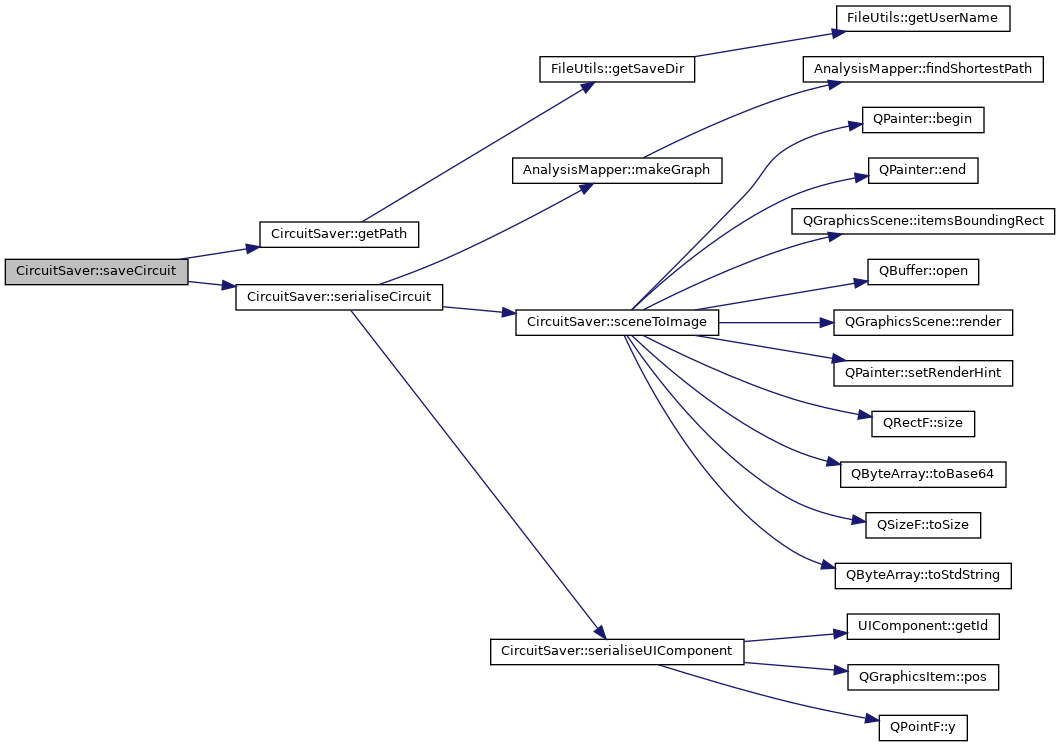 FileUtils::getUserName
FileUtils::getSaveDir
AnalysisMapper::findShortestPath
QPainter::begin
AnalysisMapper::makeGraph
QPainter::end
QGraphicsScene::itemsBoundingRect
CircuitSaver::getPath
CircuitSaver::saveCircuit
QBuffer::open
CircuitSaver::serialiseCircuit
CircuitSaver::sceneToImage
QGraphicsScene::render
QPainter::setRenderHint
QRectF::size
QByteArray::toBase64
QSizeF::toSize
QByteArray::toStdString
UIComponent::getId
CircuitSaver::serialiseUIComponent
QGraphicsItem::pos
QPointF::y